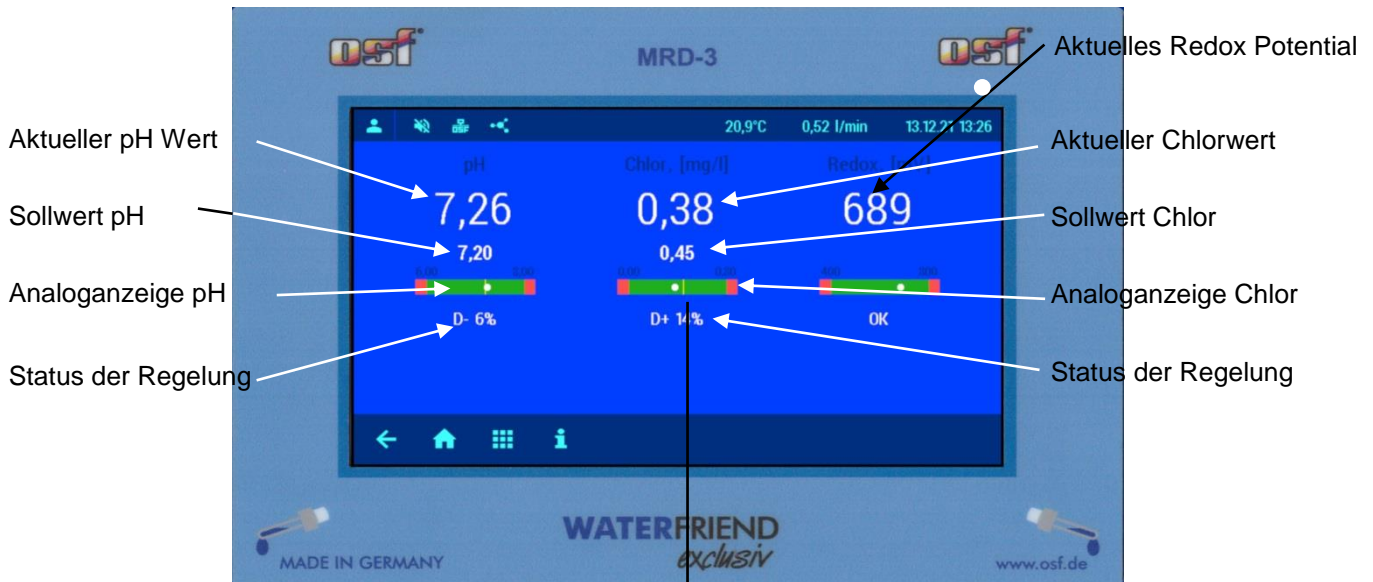 osf
MRD-3
osf
Aktuelles Redox Potential
20,9°C 0,52 l/min 13.12.21 13:26
Aktueller pH Wert
Aktueller Chlorwert
pH
Chlor, [mg/l]
Redox,
7,26
0,38
689
Sollwert pH
Sollwert Chlor
7,20
0,45
Analoganzeige pH
Analoganzeige Chlor
D- 6%
D+ 14%
OK
Status der Regelung
Status der Regelung
WATERFRIEND
exclusiv
MADE IN GERMANY
www.osf.de